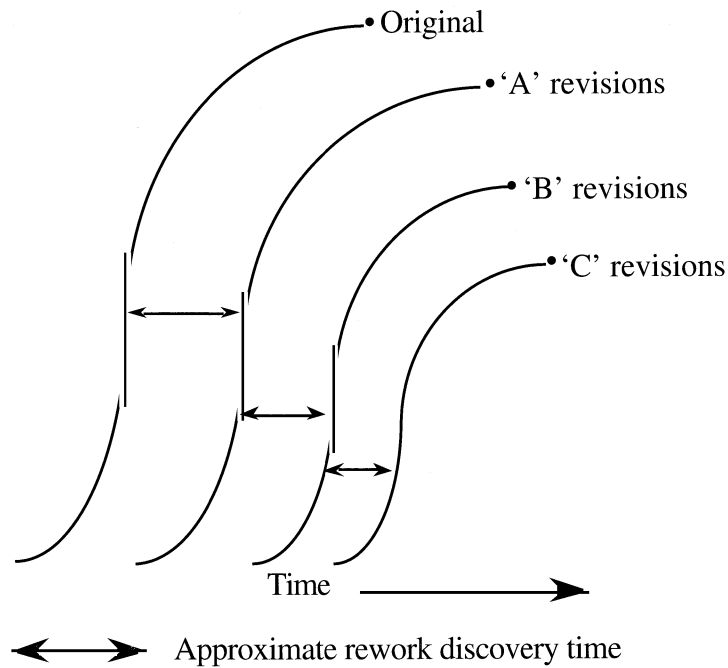 Original
‘A’ revisions
‘B’ revisions
‘C’ revisions
Time
Approximate rework discovery time